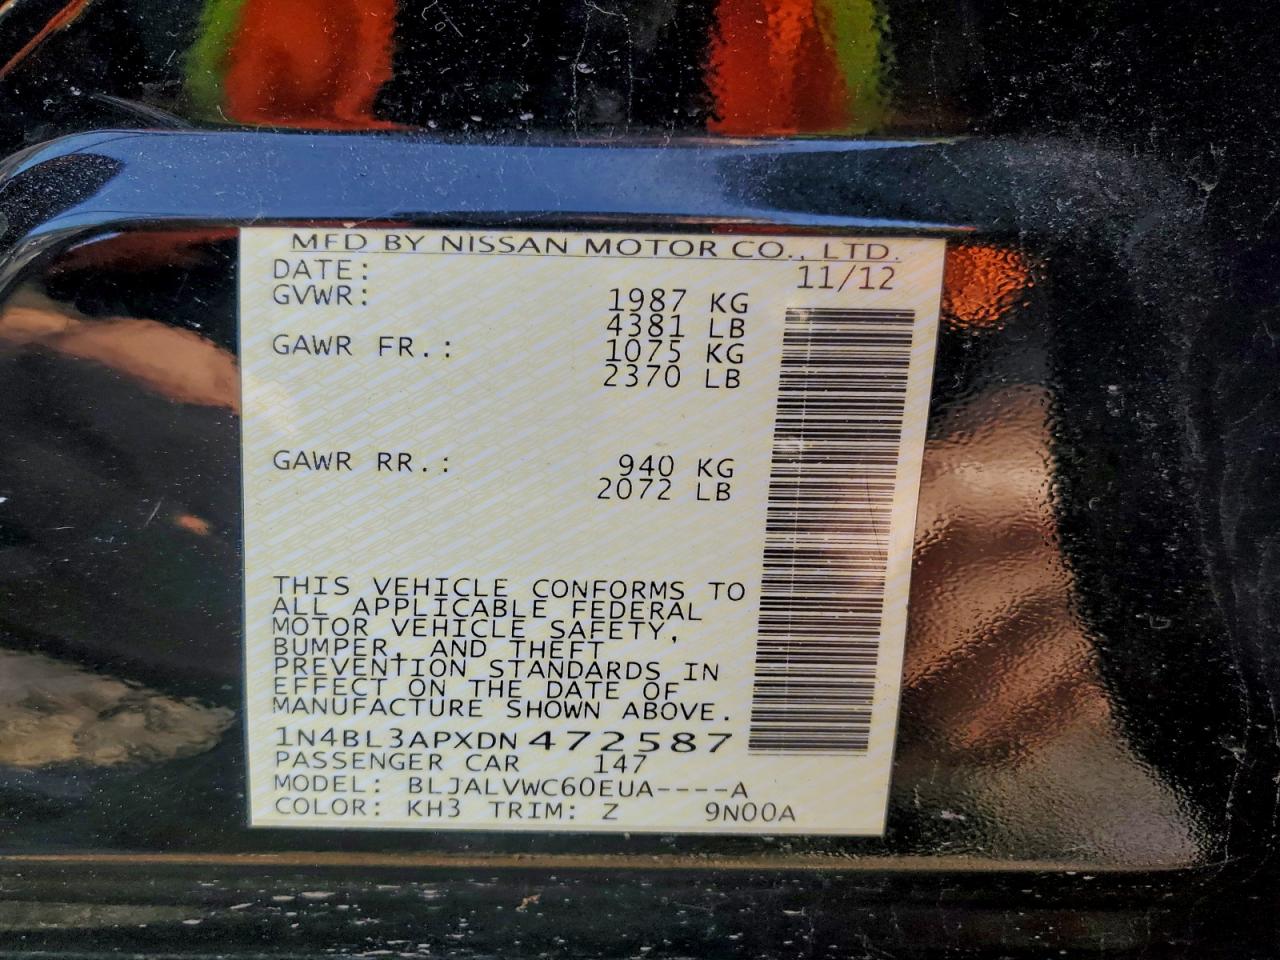 MFD BY NISSAN MOTOR CO., LTD.
DATE: 11/12
GVWR: 1987 KG
4381 LB
GAWR FR.: 1075 KG
2370 LB
GAWR RR.: 940 KG
2072 LB
THIS VEHICLE CONFORMS TO
ALL APPLICABLE FEDERAL
MOTOR VEHICLE SAFETY,
BUMPER, AND THEFT
PREVENTION STANDARDS IN
EFFECT ON THE DATE OF
MANUFACTURE SHOWN ABOVE.
1N4BL3APXDN472587
PASSENGER CAR 147
MODEL: BLJALVWC60EUA----A
COLOR: KH3 TRIM: Z 9N00A